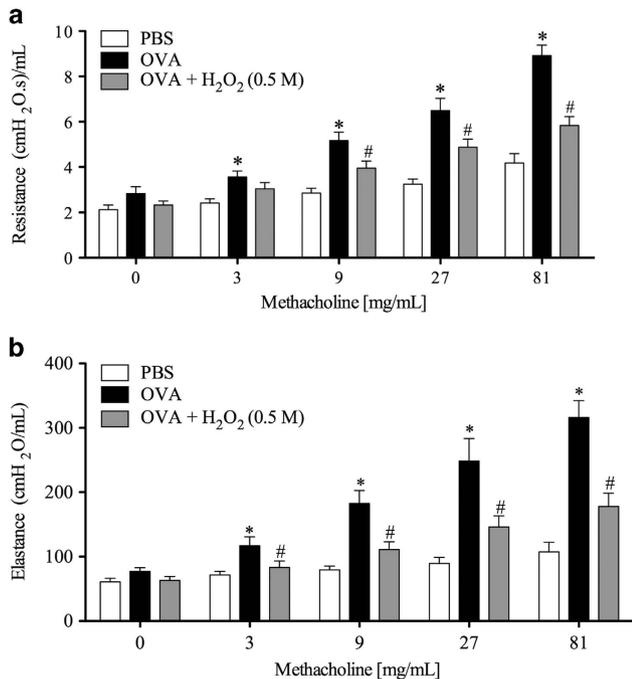 a
10
8
6
4
2
0
Resistance (cmH2O.s)/mL
PBS
OVA
OVA + H2O2 (0.5 M)
*
*
#
*
#
*
#
0 3 9 27 81
Methacholine [mg/mL]
b
400
300
200
100
0
Elastance (cmH2O/mL)
PBS
OVA
OVA + H2O2 (0.5 M)
*
#
*
#
*
#
*
#
0 3 9 27 81
Methacholine [mg/mL]